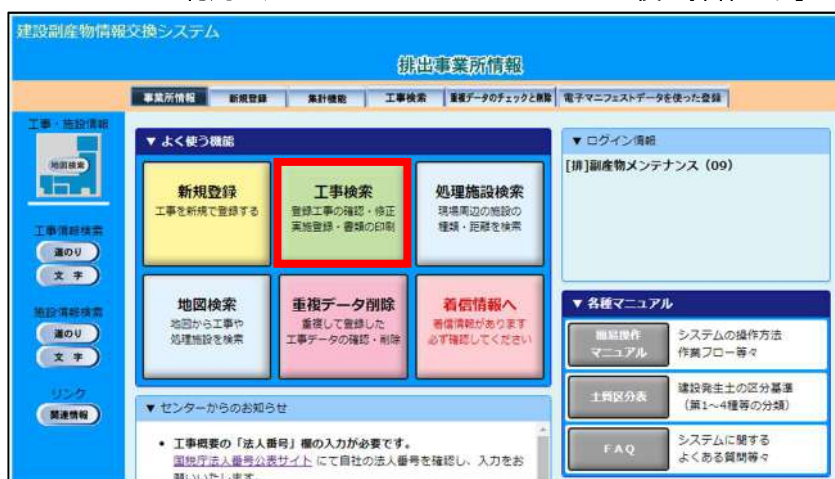 建設副産物情報交換システム
排出事業所情報
事業所情報 新規登録 集計機能 工事検索 重複データのチェックと削除 電子マニフェストデータを使った登録
工事・施設情報
地図検索
工事情報検索
道のり
文字
施設情報検索
道のり
文字
リンク
関連情報
▼ よく使う機能
新規登録
工事を新規で登録する
工事検索
登録工事の確認・修正
実施登録・書類の印刷
処理施設検索
現場周辺の施設の
種類・距離を検索
地図検索
地図から工事や
処理施設を検索
重複データ削除
重複して登録した
工事データの確認・削除
着信情報へ
着信情報があります
必ず確認してください
▼ センターからのお知らせ
• 工事概要の「法人番号」欄の入力が必要です。
国税庁法人番号公表サイト にて自社の法人番号を確認し、入力をお
願いいたします。
▼ ログイン情報
[排]副産物メンテナンス（09）
▼ 各種マニュアル
簡易操作
マニュアル
システムの操作方法
作業フロー等々
土質区分表
建設発生土の区分基準
（第1～4種等の分類）
FAQ
システムに関する
よくある質問等々